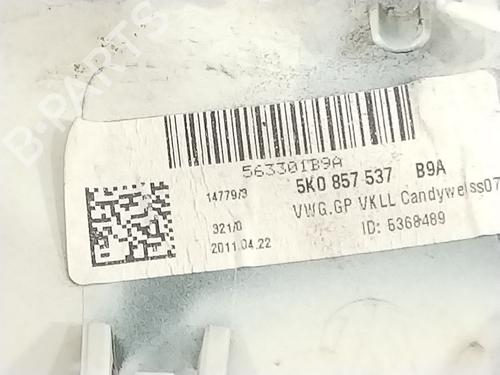 B-PARTS
563301B9A
14779/3
5K0 857 537 B9A
321/0
VWG.GP VKLL Candyweiss07
2011.04.22
ID: 5368489